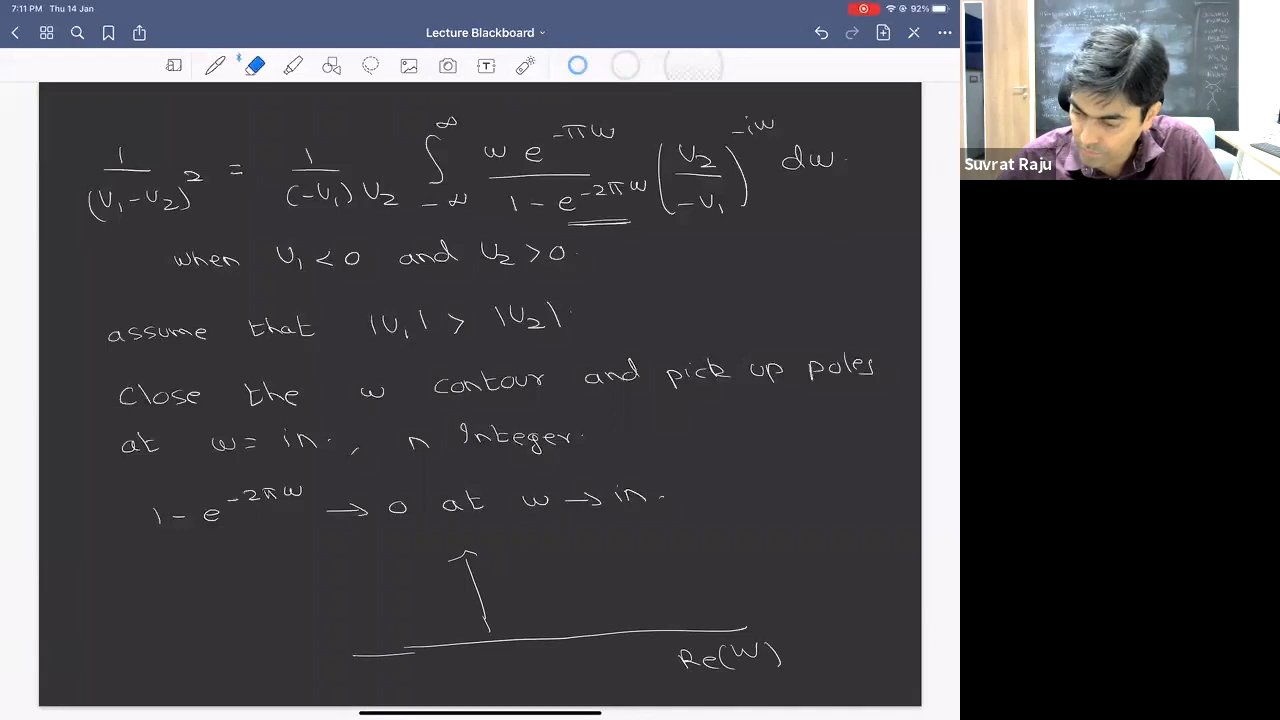 7:11 PM Thu 14 Jan
92%
Lecture Blackboard
Suvrat Raju
1/(U₁-U₂)² = 1/((-U₁)U₂) ∫_{-∞}^{∞} ω e^{-πω}/(1 - e^{-2πω}) (U₂/-U₁)^{-iω} dω.
when U₁ < 0 and U₂ > 0.
assume that |U₁| > |U₂|.
Close the ω contour and pick up poles
at ω = in., n Integer.
1 - e^{-2πω} → 0 at ω → in.
Re(ω)